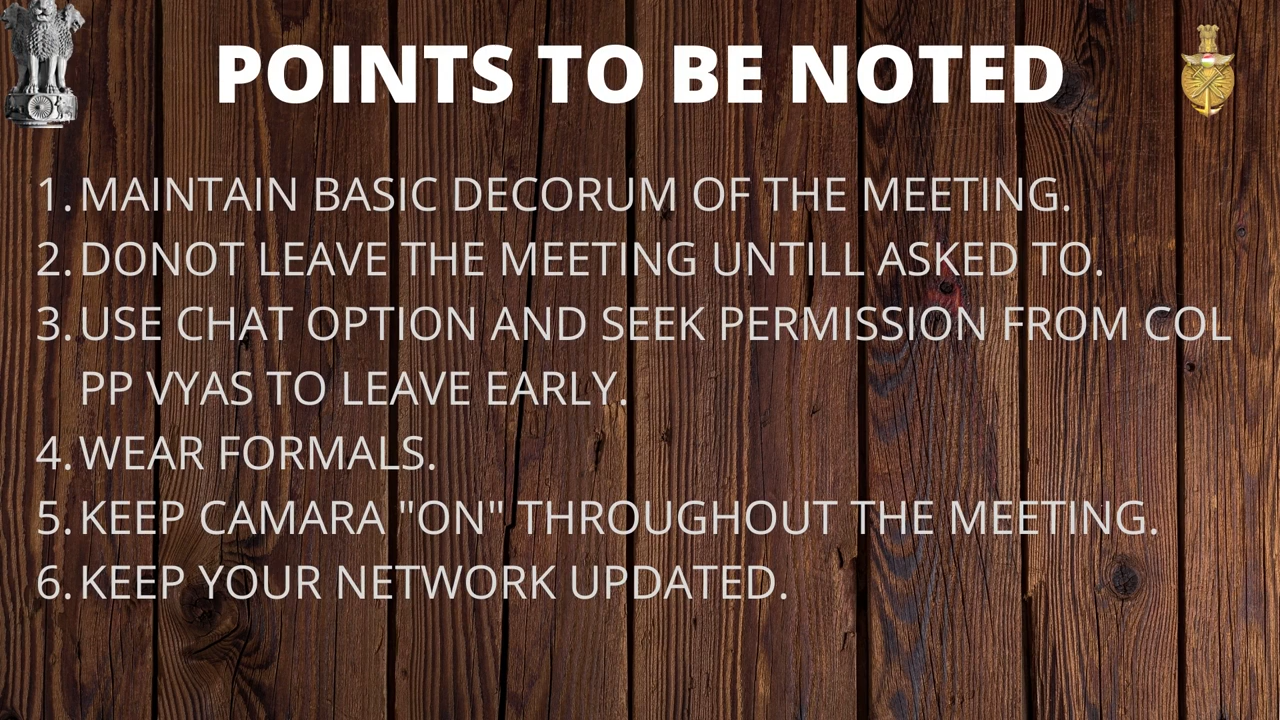 POINTS TO BE NOTED
1. MAINTAIN BASIC DECORUM OF THE MEETING.
2. DONOT LEAVE THE MEETING UNTILL ASKED TO.
3. USE CHAT OPTION AND SEEK PERMISSION FROM COL
PP VYAS TO LEAVE EARLY.
4. WEAR FORMALS.
5. KEEP CAMARA "ON" THROUGHOUT THE MEETING.
6. KEEP YOUR NETWORK UPDATED.